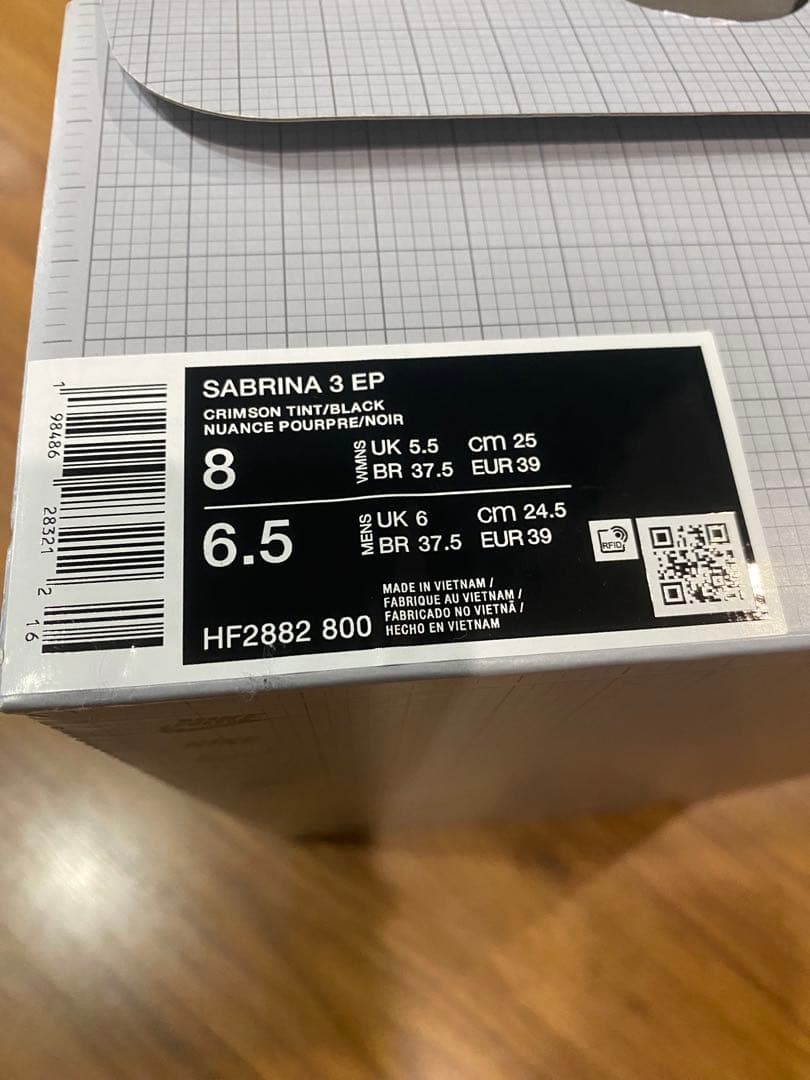 SABRINA 3 EP
CRIMSON TINT/BLACK
NUANCE POURPRE/NOIR
8 WMNS UK 5.5 cm 25
BR 37.5 EUR 39
6.5 MENS UK 6 cm 24.5
BR 37.5 EUR 39
RFID
MADE IN VIETNAM /
FABRIQUE AU VIETNAM /
FABRICADO NO VIETNÃ /
HECHO EN VIETNAM
HF2882 800
1 98486 28321 2 16